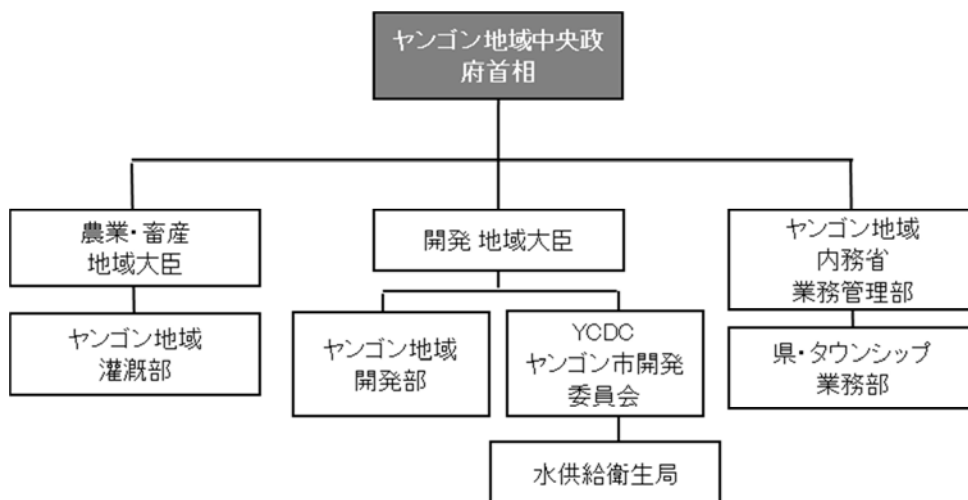 ヤンゴン地域中央政
府首相
農業・畜産
地域大臣
開発 地域大臣
ヤンゴン地域
内務省
業務管理部
ヤンゴン地域
灌漑部
ヤンゴン地域
開発部
YCDC
ヤンゴン市開発
委員会
県・タウンシップ
業務部
水供給衛生局